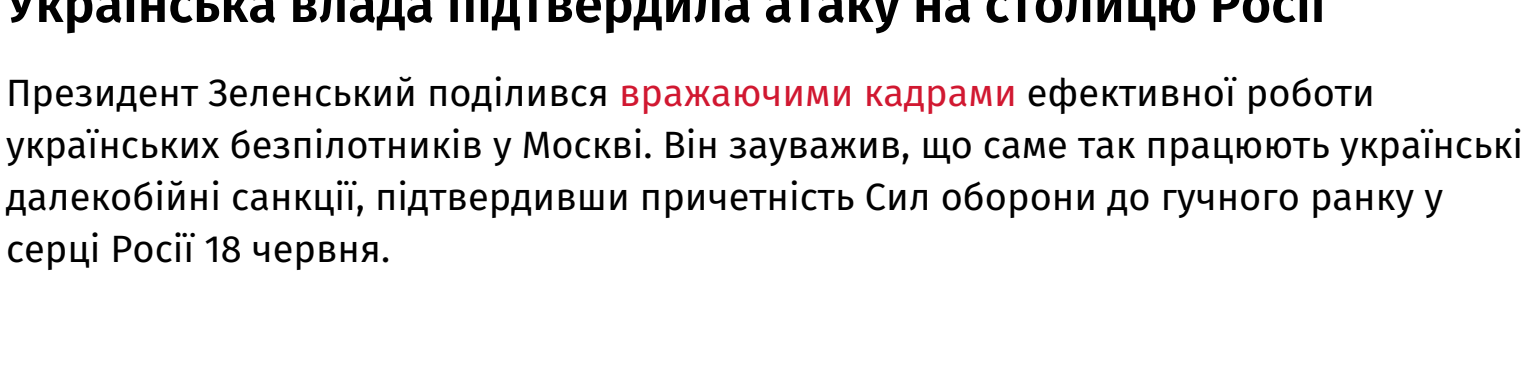 Українська влада підтвердила атаку на столицю Росії
Президент Зеленський поділився вражаючими кадрами ефективної роботи
українських безпілотників у Москві. Він зауважив, що саме так працюють українські
далекобійні санкції, підтвердивши причетність Сил оборони до гучного ранку у
серці Росії 18 червня.